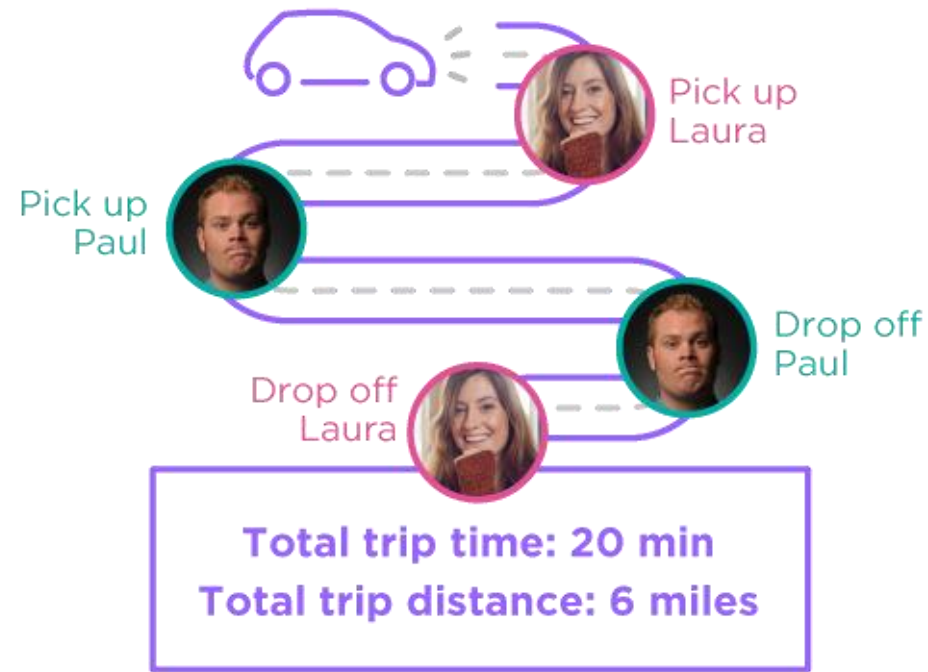 Pick up
Laura
Pick up
Paul
Drop off
Paul
Drop off
Laura
Total trip time: 20 min
Total trip distance: 6 miles